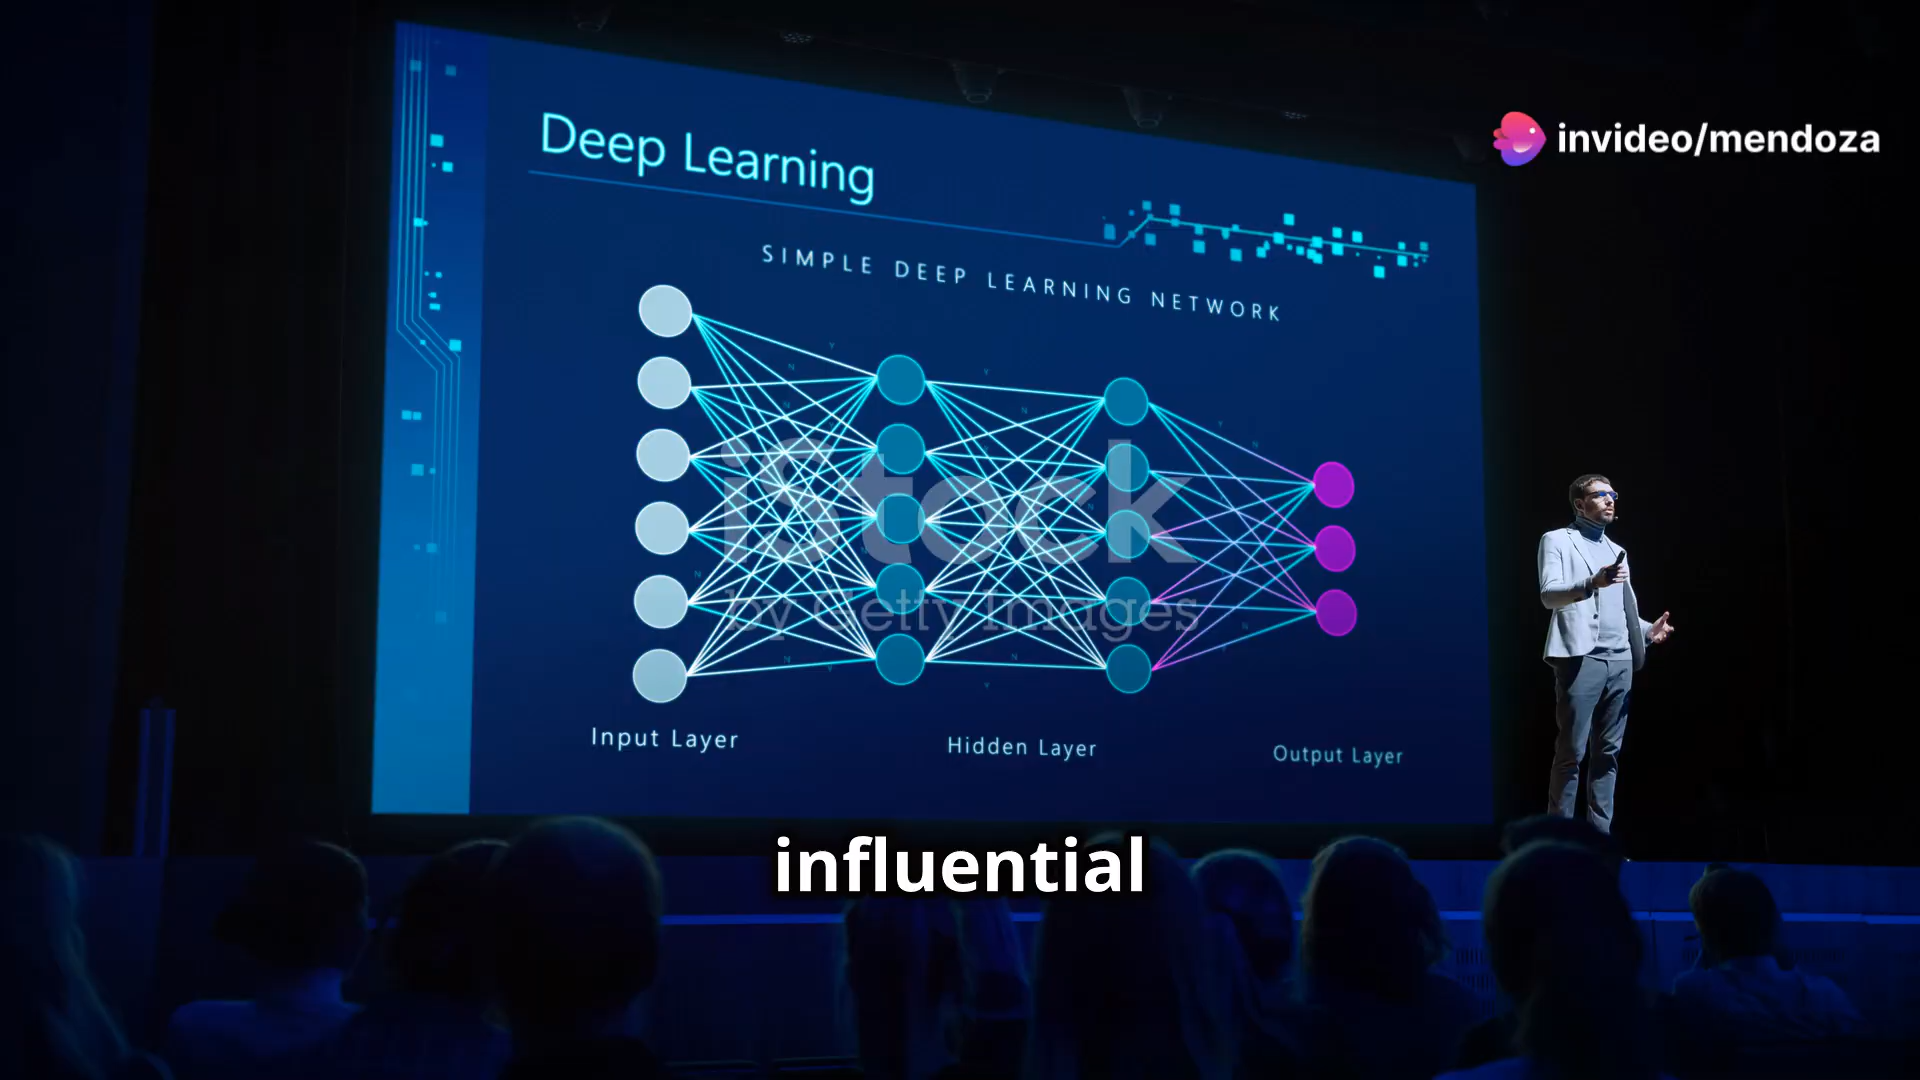 Deep Learning
invideo/mendoza
SIMPLE DEEP LEARNING NETWORK
iStock
by Getty Images
Input Layer
Hidden Layer
Output Layer
influential